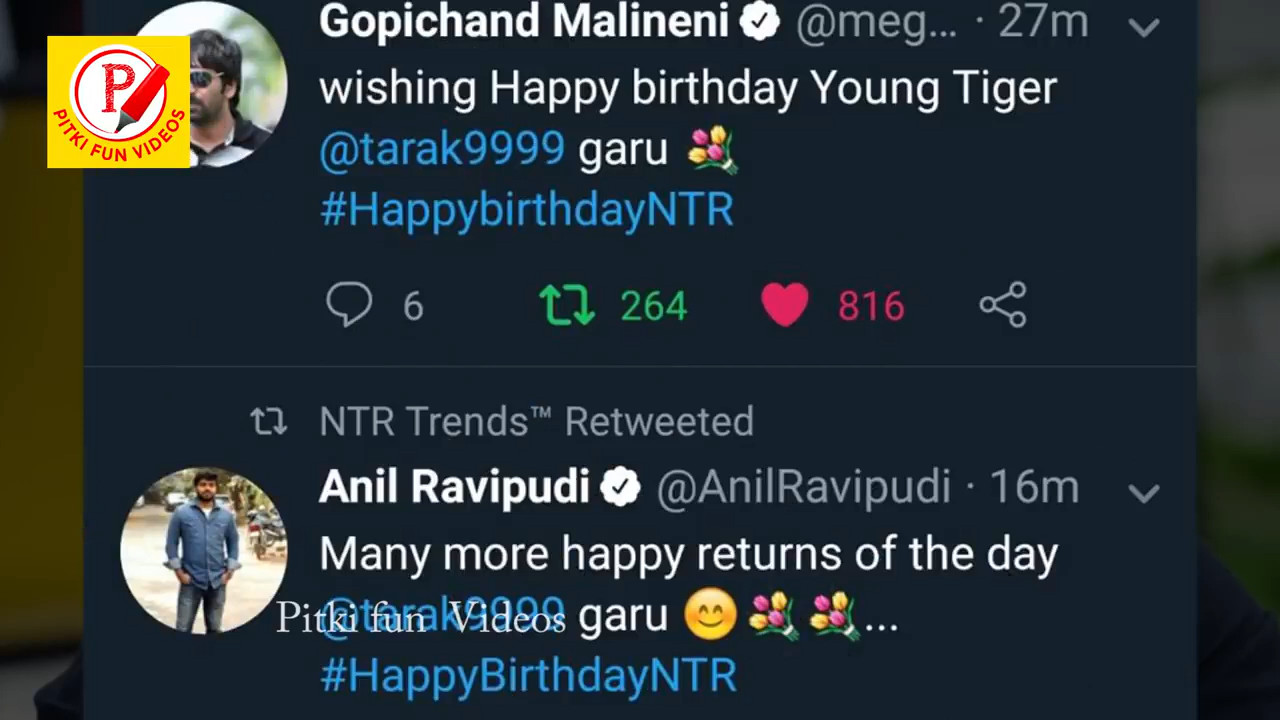 Gopichand Malineni @meg... · 27m
wishing Happy birthday Young Tiger
@tarak9999 garu 💐
#HappybirthdayNTR
6 264 816
NTR Trends™ Retweeted
Anil Ravipudi @AnilRavipudi · 16m
Many more happy returns of the day
@tarak9999 garu 😊💐💐...
#HappyBirthdayNTR
P
PITKI FUN VIDEOS
Pitki fun Videos